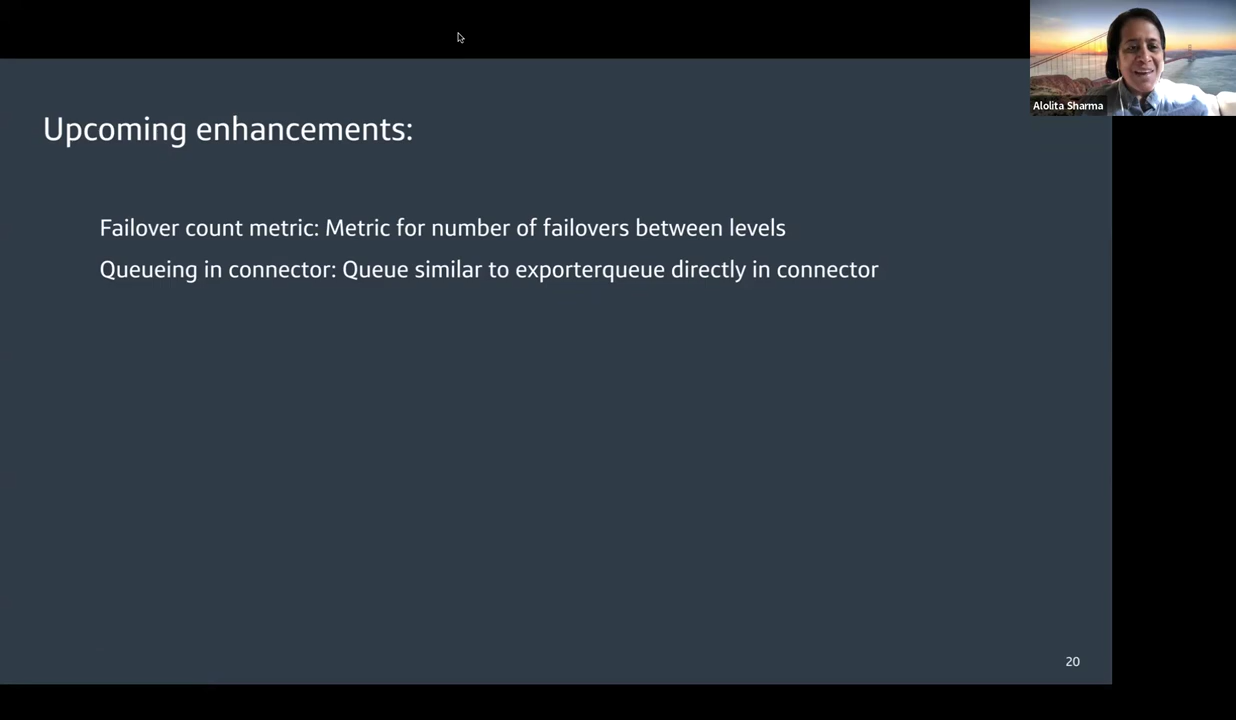 Alolita Sharma
Upcoming enhancements:
Failover count metric: Metric for number of failovers between levels
Queueing in connector: Queue similar to exporterqueue directly in connector
20